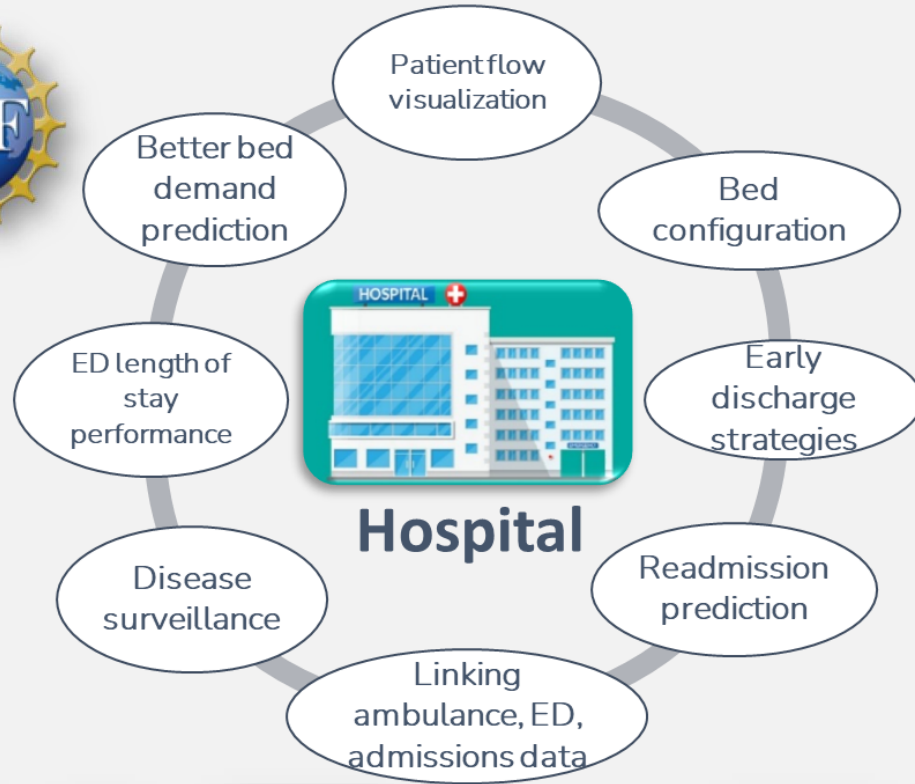 F
Patient flow
visualization
Better bed
demand
prediction
Bed
configuration
HOSPITAL
ED length of
stay
performance
Early
discharge
strategies
Hospital
Disease
surveillance
Readmission
prediction
Linking
ambulance, ED,
admissions data